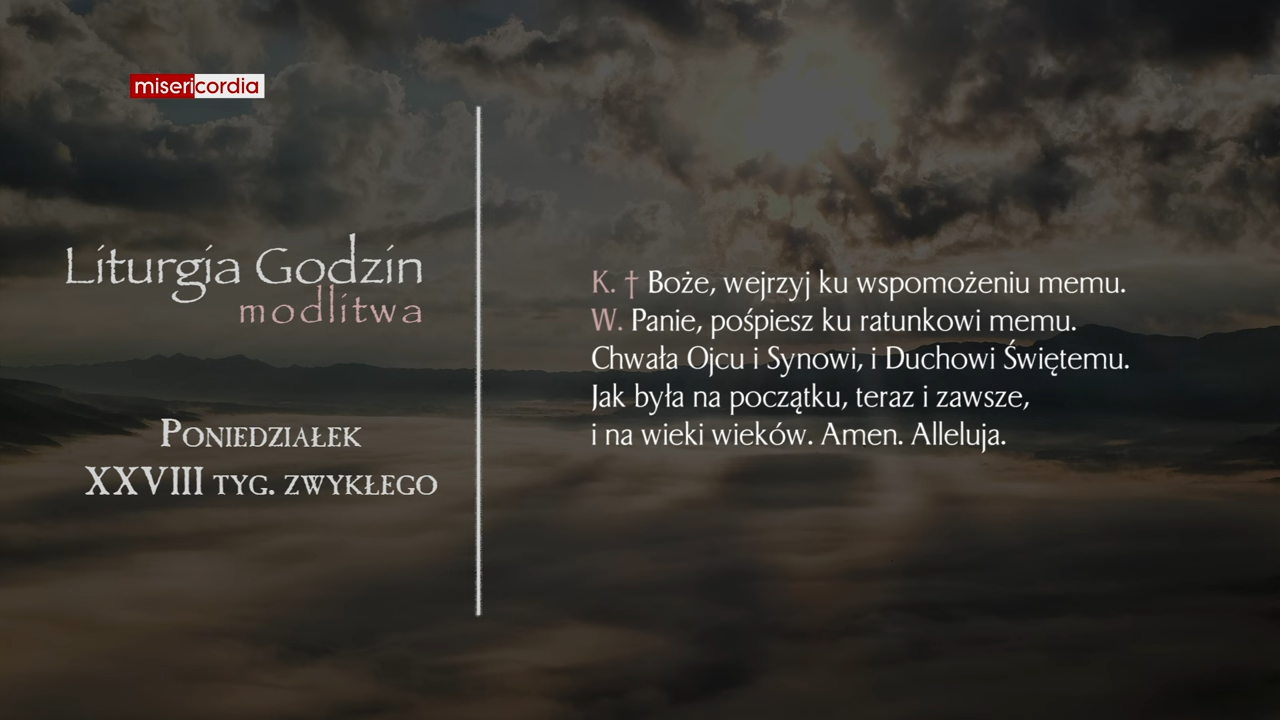 misericordia
Liturgia Godzin
modlitwa
Poniedziałek
XXVIII tyg. zwykłego
K. † Boże, wejrzyj ku wspomożeniu memu.
W. Panie, pośpiesz ku ratunkowi memu.
Chwała Ojcu i Synowi, i Duchowi Świętemu.
Jak była na początku, teraz i zawsze,
i na wieki wieków. Amen. Alleluja.